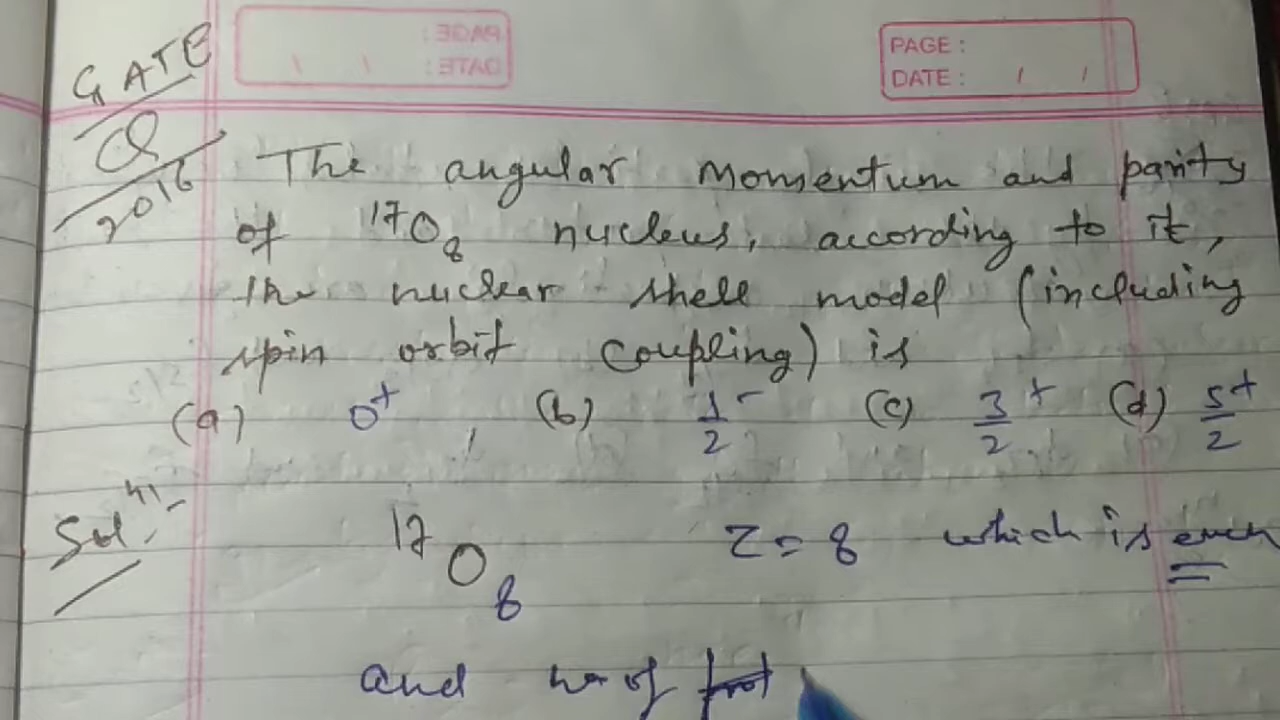 PAGE :
DATE : / /
GATE
Q
2016
The angular momentum and parity
of ¹⁷O₈ nucleus, according to it,
the nuclear shell model (including
spin orbit coupling) is
(a) 0⁺ (b) 1/2⁻ (c) 3/2⁺ (d) 5/2⁺
Solⁿ:-
¹⁷O₈ Z = 8 which is even
and no of